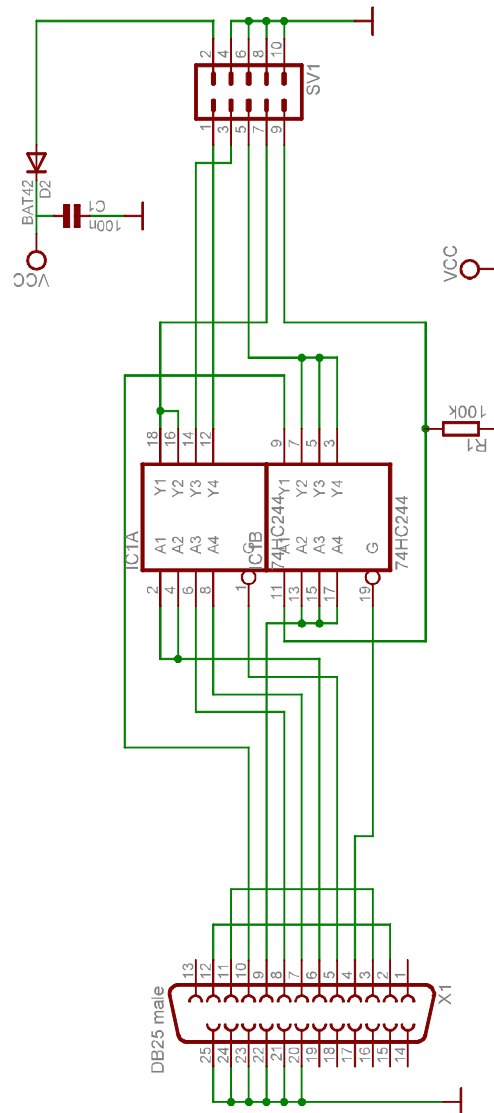 2
4
6
8
10
SV1
1
3
5
7
9
BAT42
D2
C1
100n
VCC
VCC
100k
R1
18
16
14
12
9
7
5
3
Y1
Y2
Y3
Y4
Y1
Y2
Y3
Y4
IC1A
74HC244
IC1B
74HC244
A1
A2
A3
A4
G
A1
A2
A3
A4
G
2
4
6
8
1
11
13
15
17
19
DB25 male
13
12
11
10
9
8
7
6
5
4
3
2
1
X1
25
24
23
22
21
20
19
18
17
16
15
14